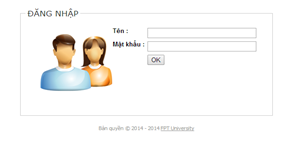 ĐĂNG NHẬP
Tên :
Mật khẩu :
OK
Bản quyền © 2014 - 2014 FPT University